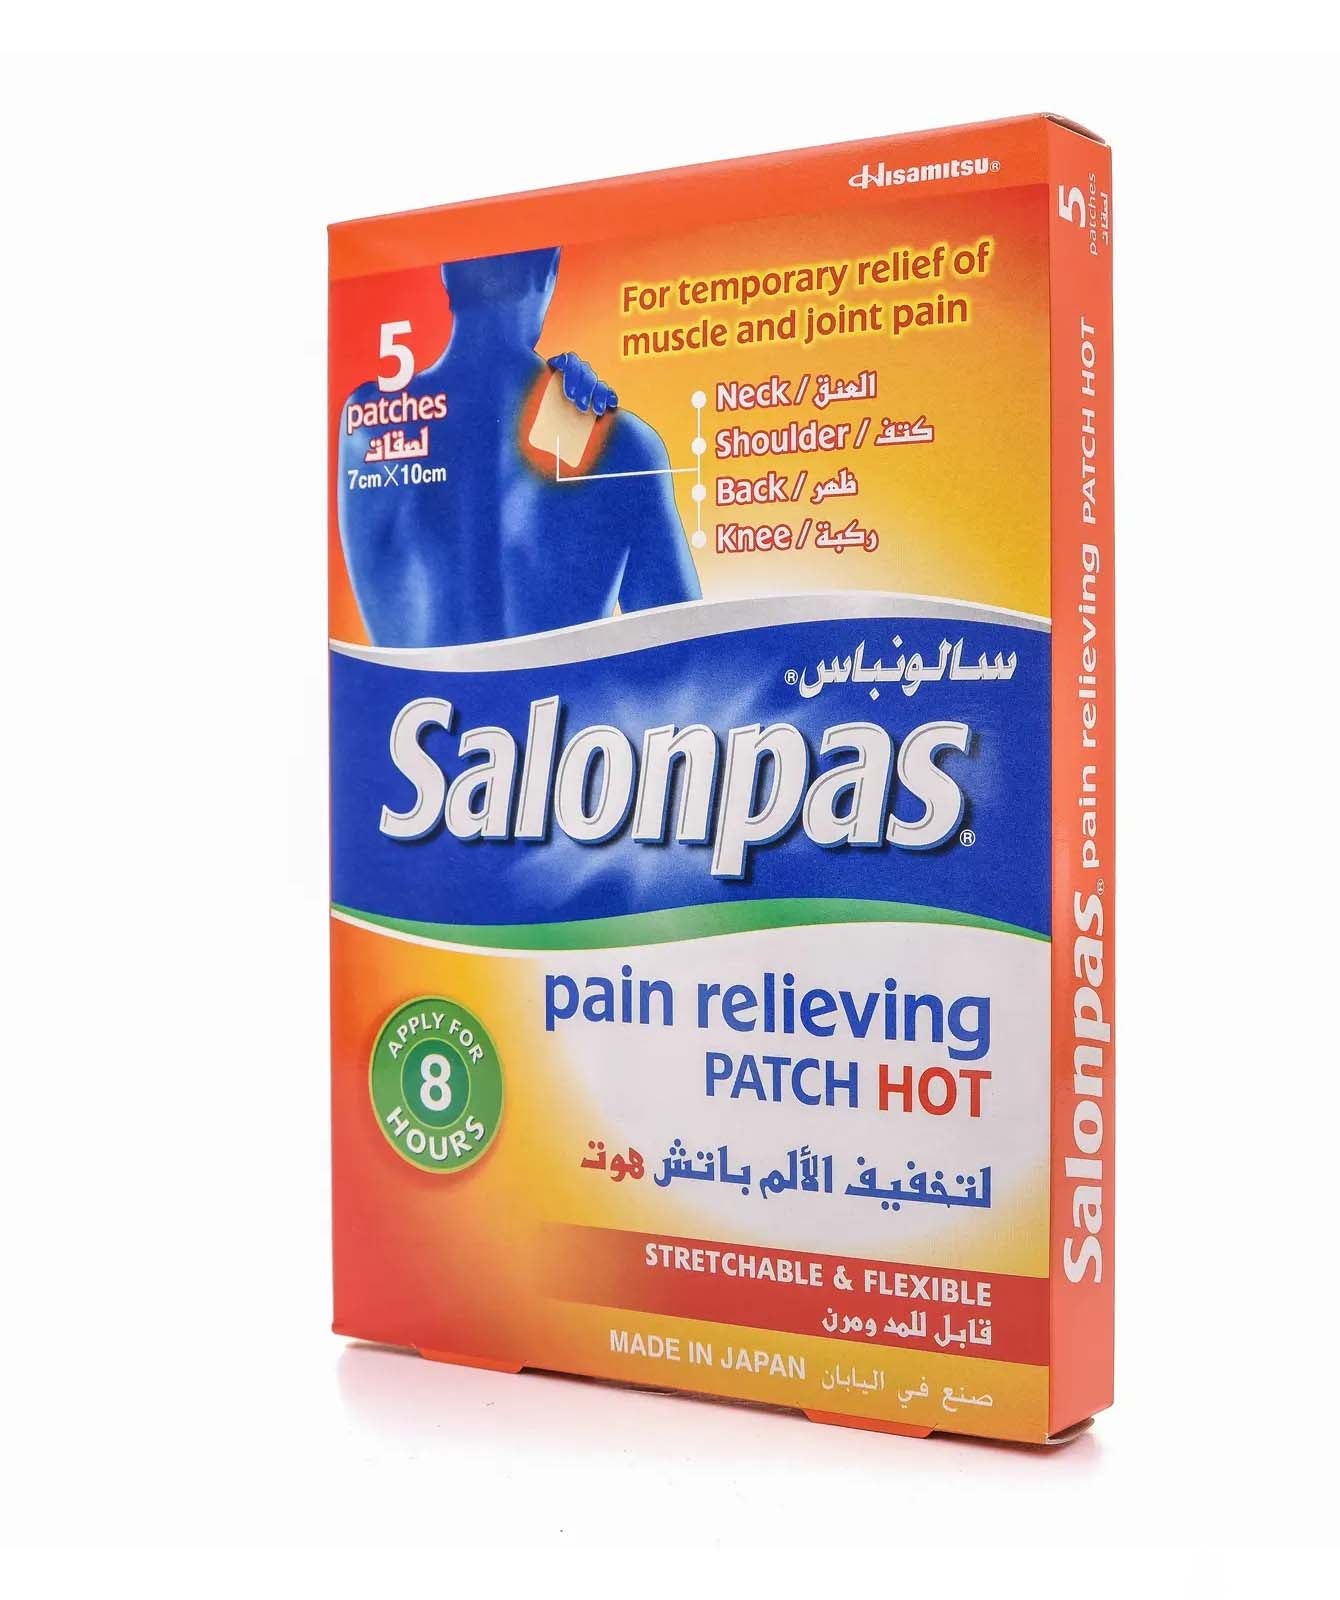 Hisamitsu®
For temporary relief of
muscle and joint pain
5
patches
لصقات
7cm X 10cm
Neck / العنق
Shoulder / كتف
Back / ظهر
Knee / ركبة
سالونباس®
Salonpas®
pain relieving
PATCH HOT
لتخفيف الألم باتش هوت
APPLY FOR
8
HOURS
STRETCHABLE & FLEXIBLE
قابل للمد ومرن
MADE IN JAPAN صنع في اليابان
5
patches
لصقات
Salonpas® pain relieving PATCH HOT